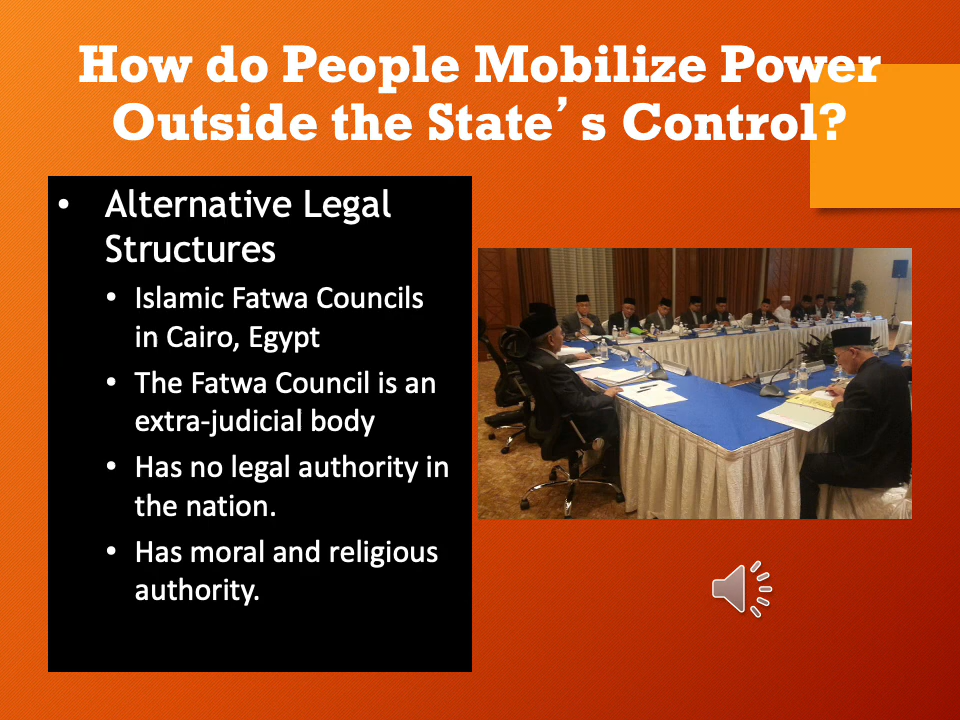 How do People Mobilize Power
Outside the State’s Control?
• Alternative Legal
Structures
• Islamic Fatwa Councils
in Cairo, Egypt
• The Fatwa Council is an
extra-judicial body
• Has no legal authority in
the nation.
• Has moral and religious
authority.